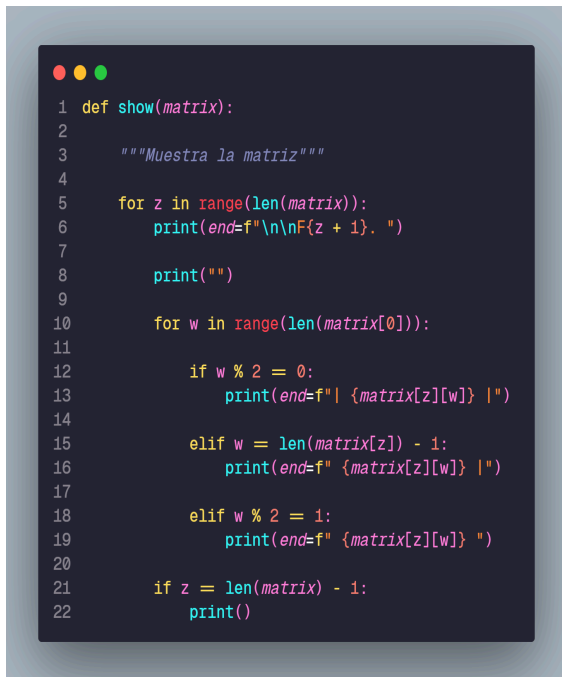 1 def show(matrix):
2
3     """Muestra la matriz"""
4
5     for z in range(len(matrix)):
6         print(end=f"\n\nF{z + 1}. ")
7
8         print("")
9
10         for w in range(len(matrix[0])):
11
12             if w % 2 == 0:
13                 print(end=f"| {matrix[z][w]} |")
14
15             elif w == len(matrix[z]) - 1:
16                 print(end=f" {matrix[z][w]} |")
17
18             elif w % 2 == 1:
19                 print(end=f" {matrix[z][w]} ")
20
21         if z == len(matrix) - 1:
22             print()